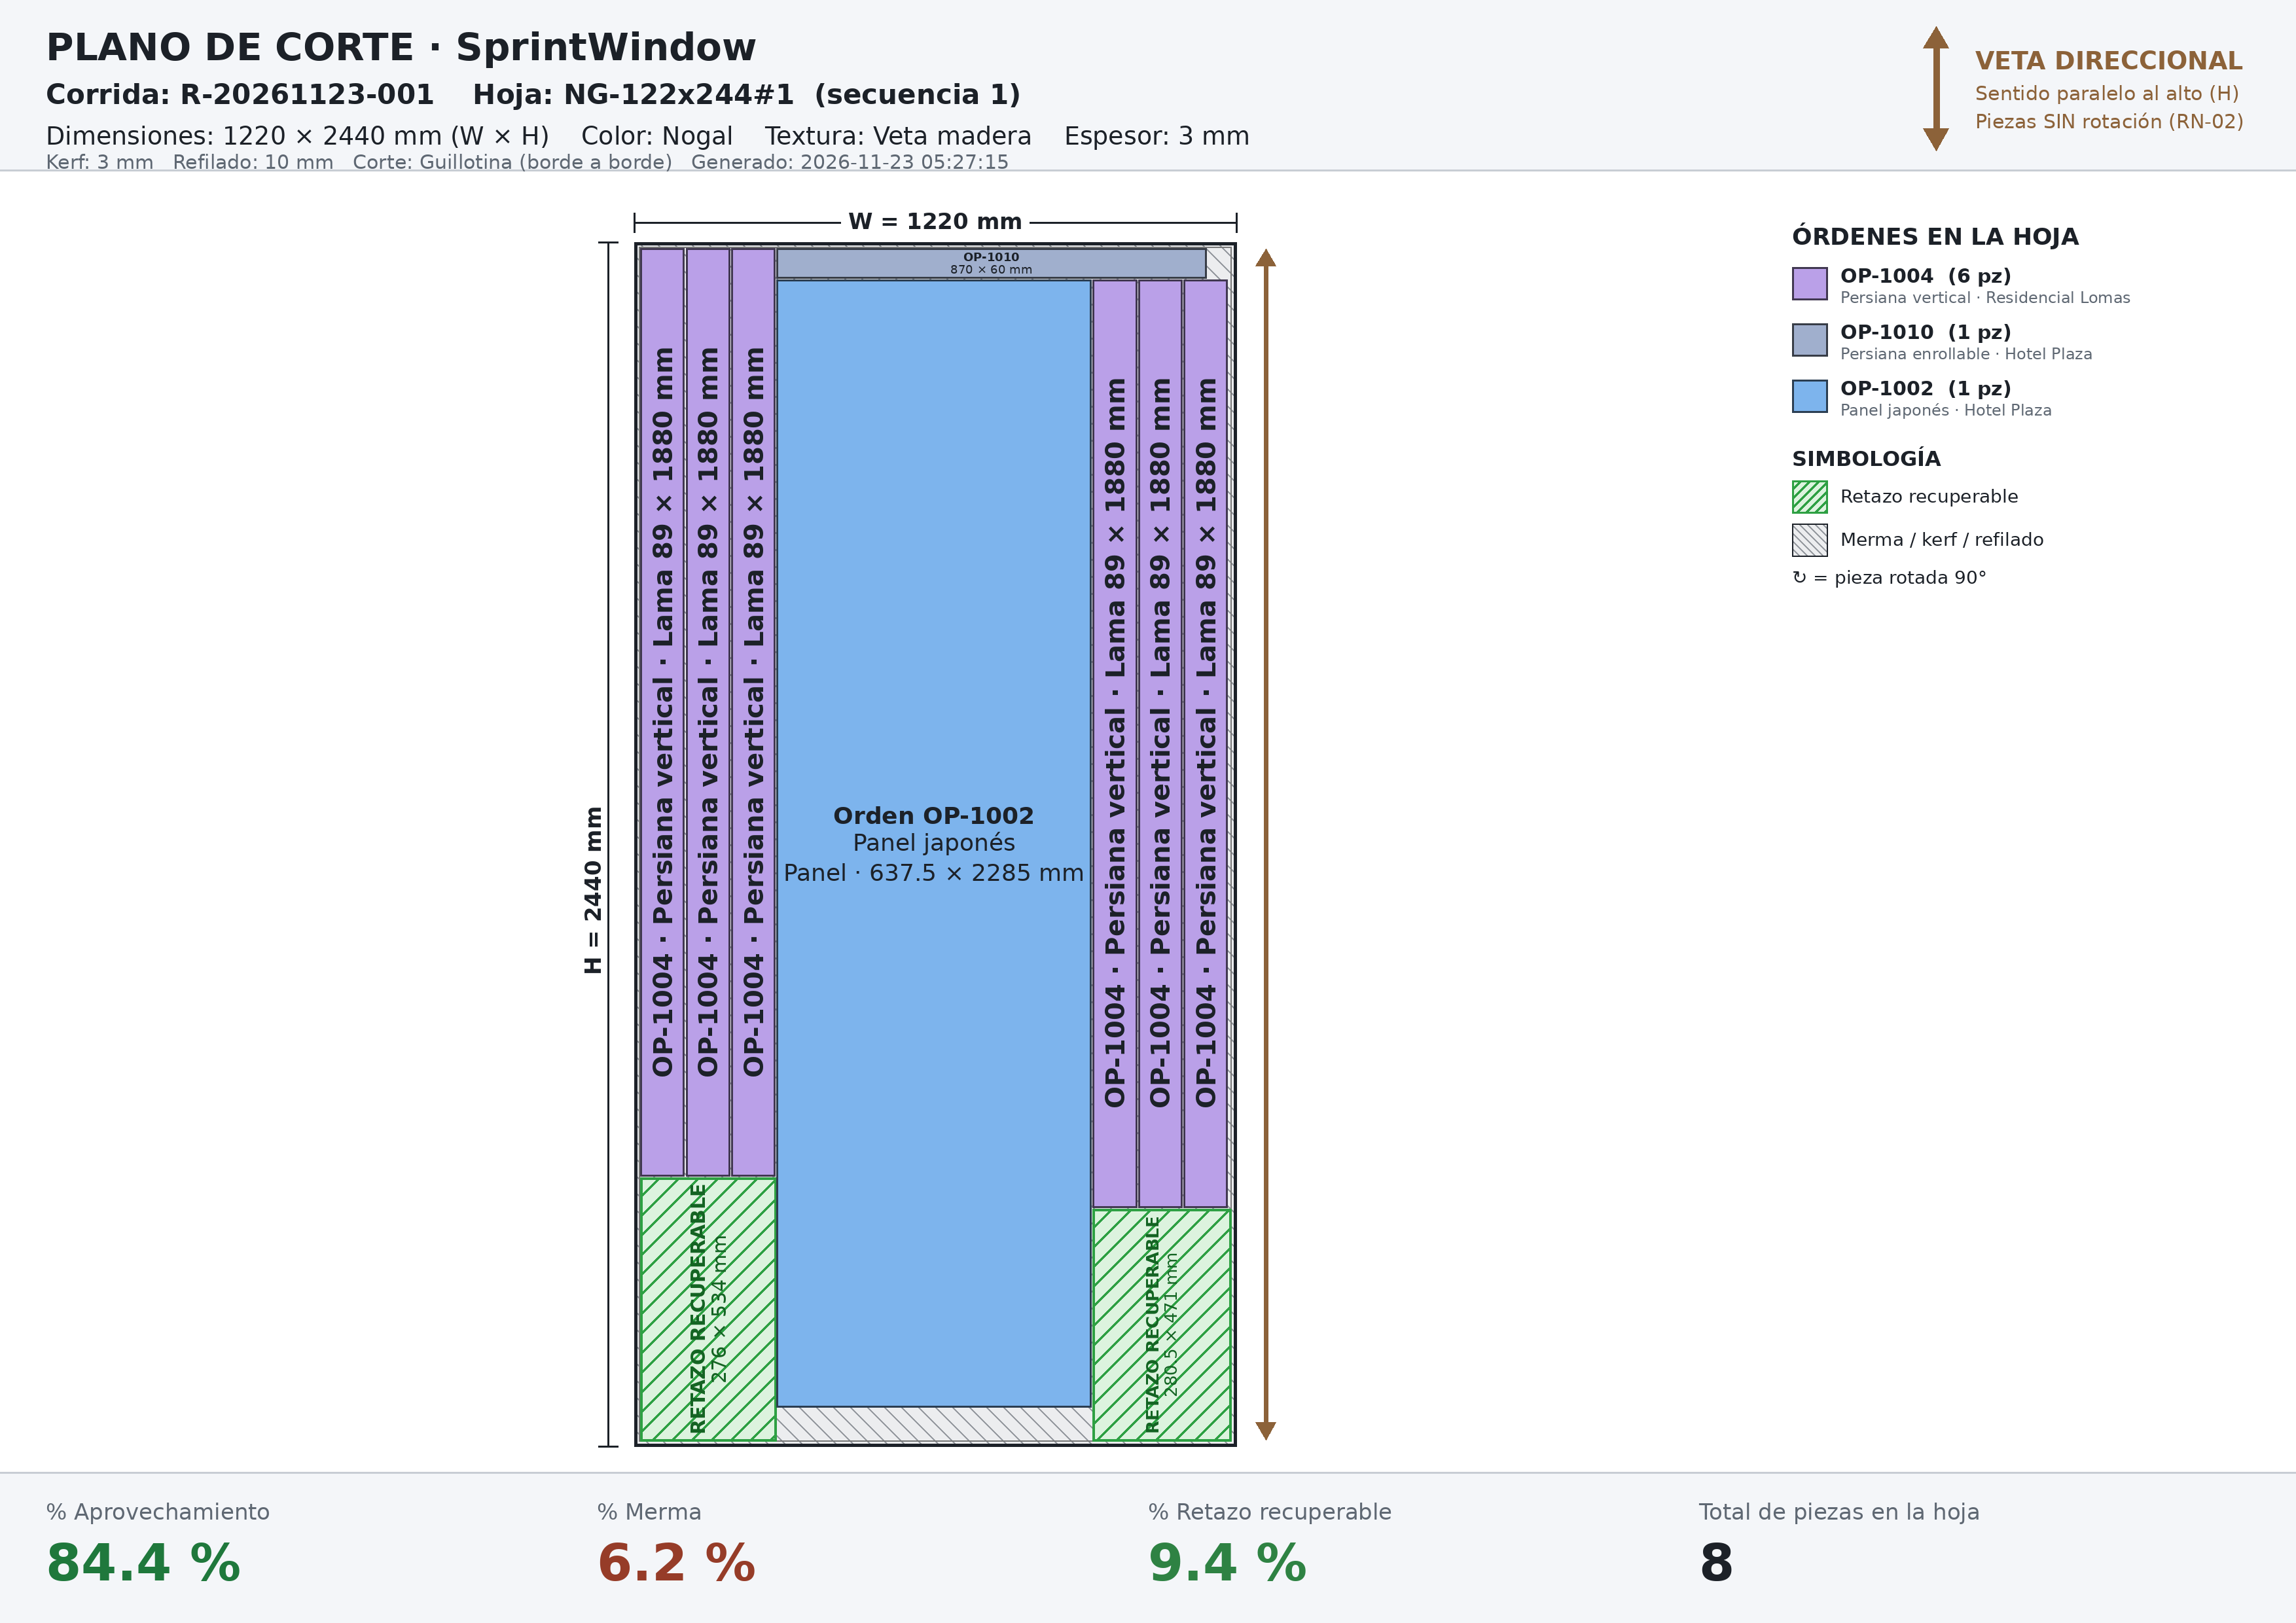 PLANO DE CORTE · SprintWindow
Corrida: R-20261123-001 Hoja: NG-122x244#1 (secuencia 1)
Dimensiones: 1220 × 2440 mm (W × H) Color: Nogal Textura: Veta madera Espesor: 3 mm
Kerf: 3 mm Refilado: 10 mm Corte: Guillotina (borde a borde) Generado: 2026-11-23 05:27:15
VETA DIRECCIONAL
Sentido paralelo al alto (H)
Piezas SIN rotación (RN-02)
W = 1220 mm
H = 2440 mm
OP-1010
870 × 60 mm
OP-1004 · Persiana vertical · Lama 89 × 1880 mm
OP-1004 · Persiana vertical · Lama 89 × 1880 mm
OP-1004 · Persiana vertical · Lama 89 × 1880 mm
Orden OP-1002
Panel japonés
Panel · 637.5 × 2285 mm
OP-1004 · Persiana vertical · Lama 89 × 1880 mm
OP-1004 · Persiana vertical · Lama 89 × 1880 mm
OP-1004 · Persiana vertical · Lama 89 × 1880 mm
RETAZO RECUPERABLE
276 × 534 mm
RETAZO RECUPERABLE
280.5 × 471 mm
ÓRDENES EN LA HOJA
OP-1004 (6 pz)
Persiana vertical · Residencial Lomas
OP-1010 (1 pz)
Persiana enrollable · Hotel Plaza
OP-1002 (1 pz)
Panel japonés · Hotel Plaza
SIMBOLOGÍA
Retazo recuperable
Merma / kerf / refilado
↻ = pieza rotada 90°
% Aprovechamiento
84.4 %
% Merma
6.2 %
% Retazo recuperable
9.4 %
Total de piezas en la hoja
8